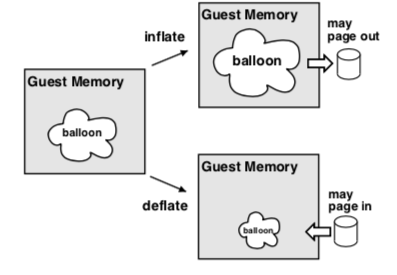 Guest Memory
balloon
inflate
Guest Memory
balloon
may
page out
deflate
Guest Memory
balloon
may
page in